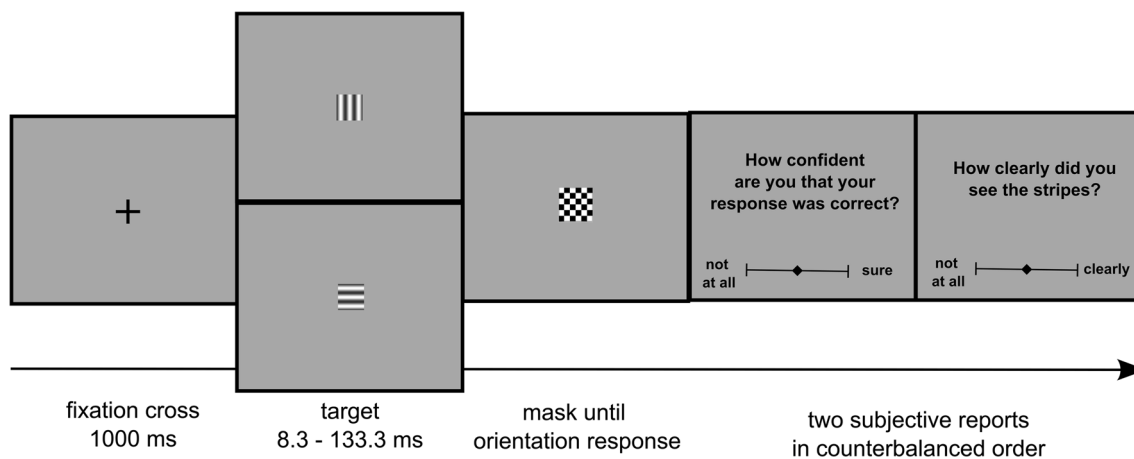 How confident
are you that your
response was correct?
not
at all
sure
How clearly did you
see the stripes?
not
at all
clearly
fixation cross
1000 ms
target
8.3 - 133.3 ms
mask until
orientation response
two subjective reports
in counterbalanced order